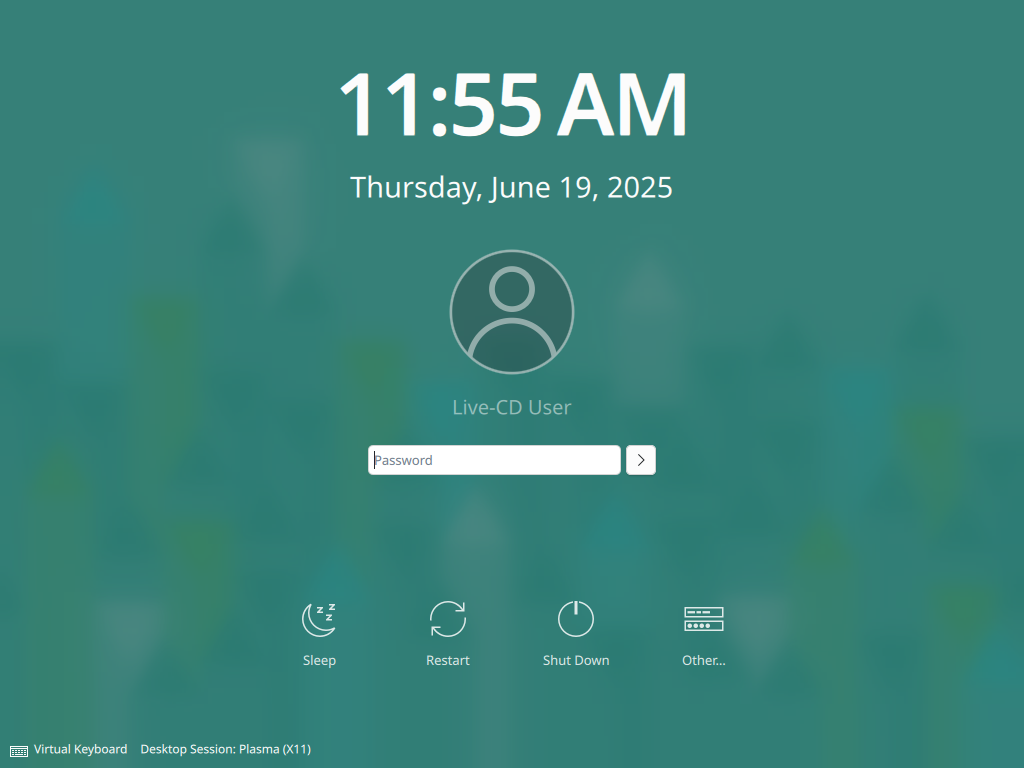 11:55 AM
Thursday, June 19, 2025
Live-CD User
Password
Sleep
Restart
Shut Down
Other...
Virtual Keyboard
Desktop Session: Plasma (X11)